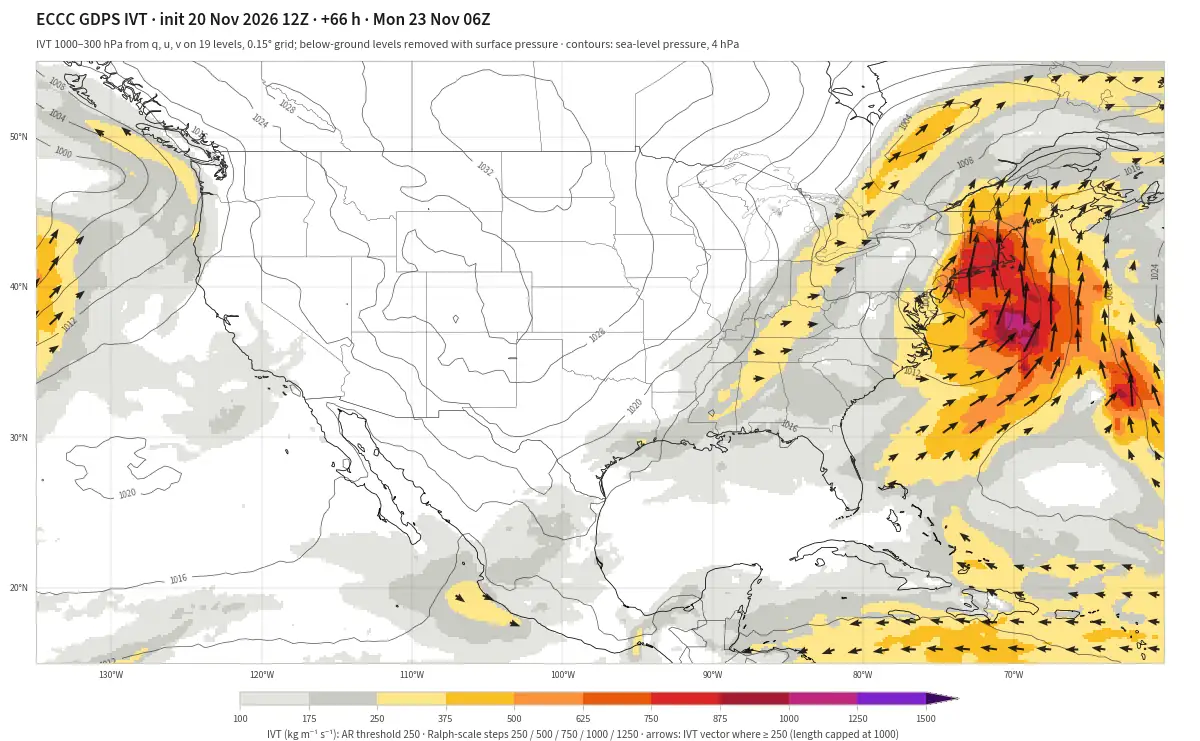 ECCC GDPS IVT · init 20 Nov 2026 12Z · +66 h · Mon 23 Nov 06Z
IVT 1000–300 hPa from q, u, v on 19 levels, 0.15° grid; below-ground levels removed with surface pressure · contours: sea-level pressure, 4 hPa
1008
1028
1024
1004
1004
50°N
1000
1008
1016
1032
1024
40°N
1012
1028
1012
1020
1016
30°N
1020
1016
20°N
1012
130°W
120°W
110°W
100°W
90°W
80°W
70°W
100
175
250
375
500
625
750
875
1000
1250
1500
IVT (kg m⁻¹ s⁻¹): AR threshold 250 · Ralph-scale steps 250 / 500 / 750 / 1000 / 1250 · arrows: IVT vector where ≥ 250 (length capped at 1000)